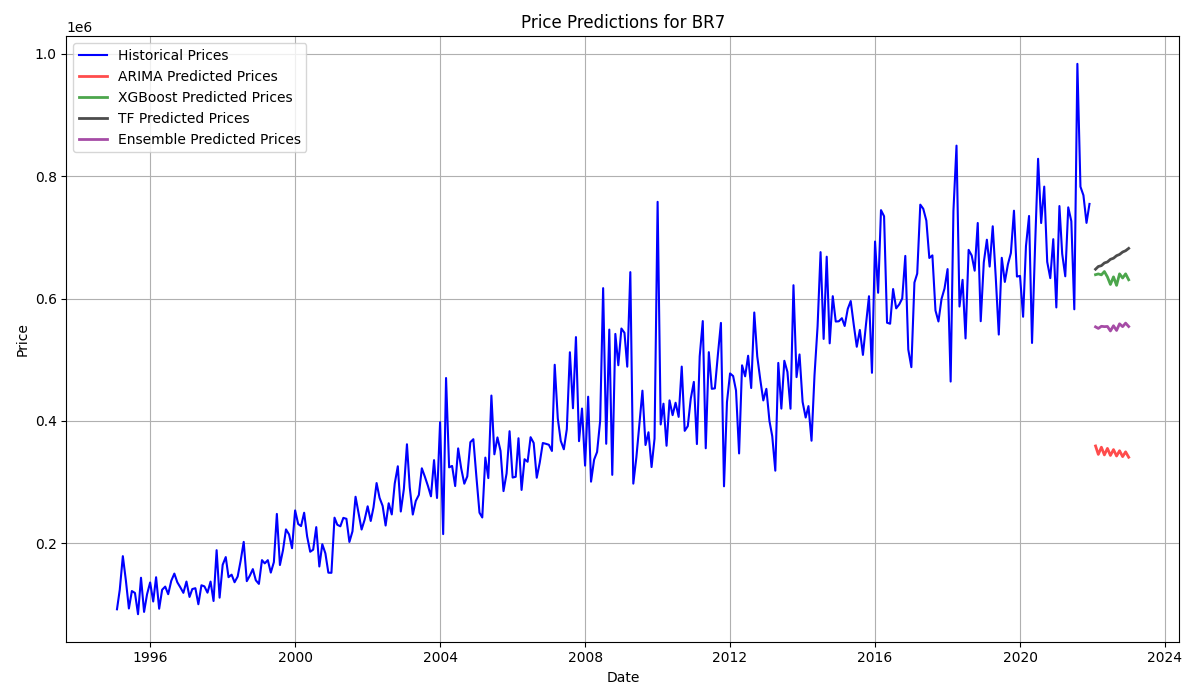 Price Predictions for BR7
1e6
Historical Prices
ARIMA Predicted Prices
XGBoost Predicted Prices
TF Predicted Prices
Ensemble Predicted Prices
1.0
0.8
0.6
0.4
0.2
Price
1996 2000 2004 2008 2012 2016 2020 2024
Date